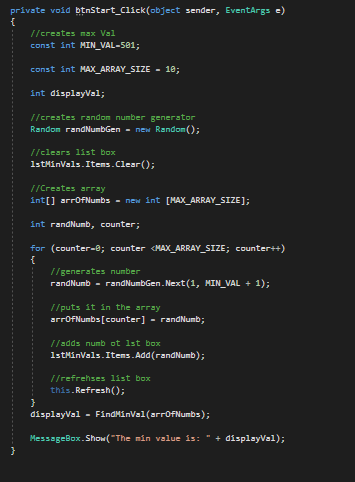 private void btnStart_Click(object sender, EventArgs e)
{
//creates max Val
const int MIN_VAL=501;
const int MAX_ARRAY_SIZE = 10;
int displayVal;
//creates random number generator
Random randNumbGen = new Random();
//clears list box
lstMinVals.Items.Clear();
//Creates array
int[] arrOfNumbs = new int [MAX_ARRAY_SIZE];
int randNumb, counter;
for (counter=0; counter <MAX_ARRAY_SIZE; counter++)
{
//generates number
randNumb = randNumbGen.Next(1, MIN_VAL + 1);
//puts it in the array
arrOfNumbs[counter] = randNumb;
//adds numb ot lst box
lstMinVals.Items.Add(randNumb);
//refrehses list box
this.Refresh();
}
displayVal = FindMinVal(arrOfNumbs);
MessageBox.Show("The min value is: " + displayVal);
}